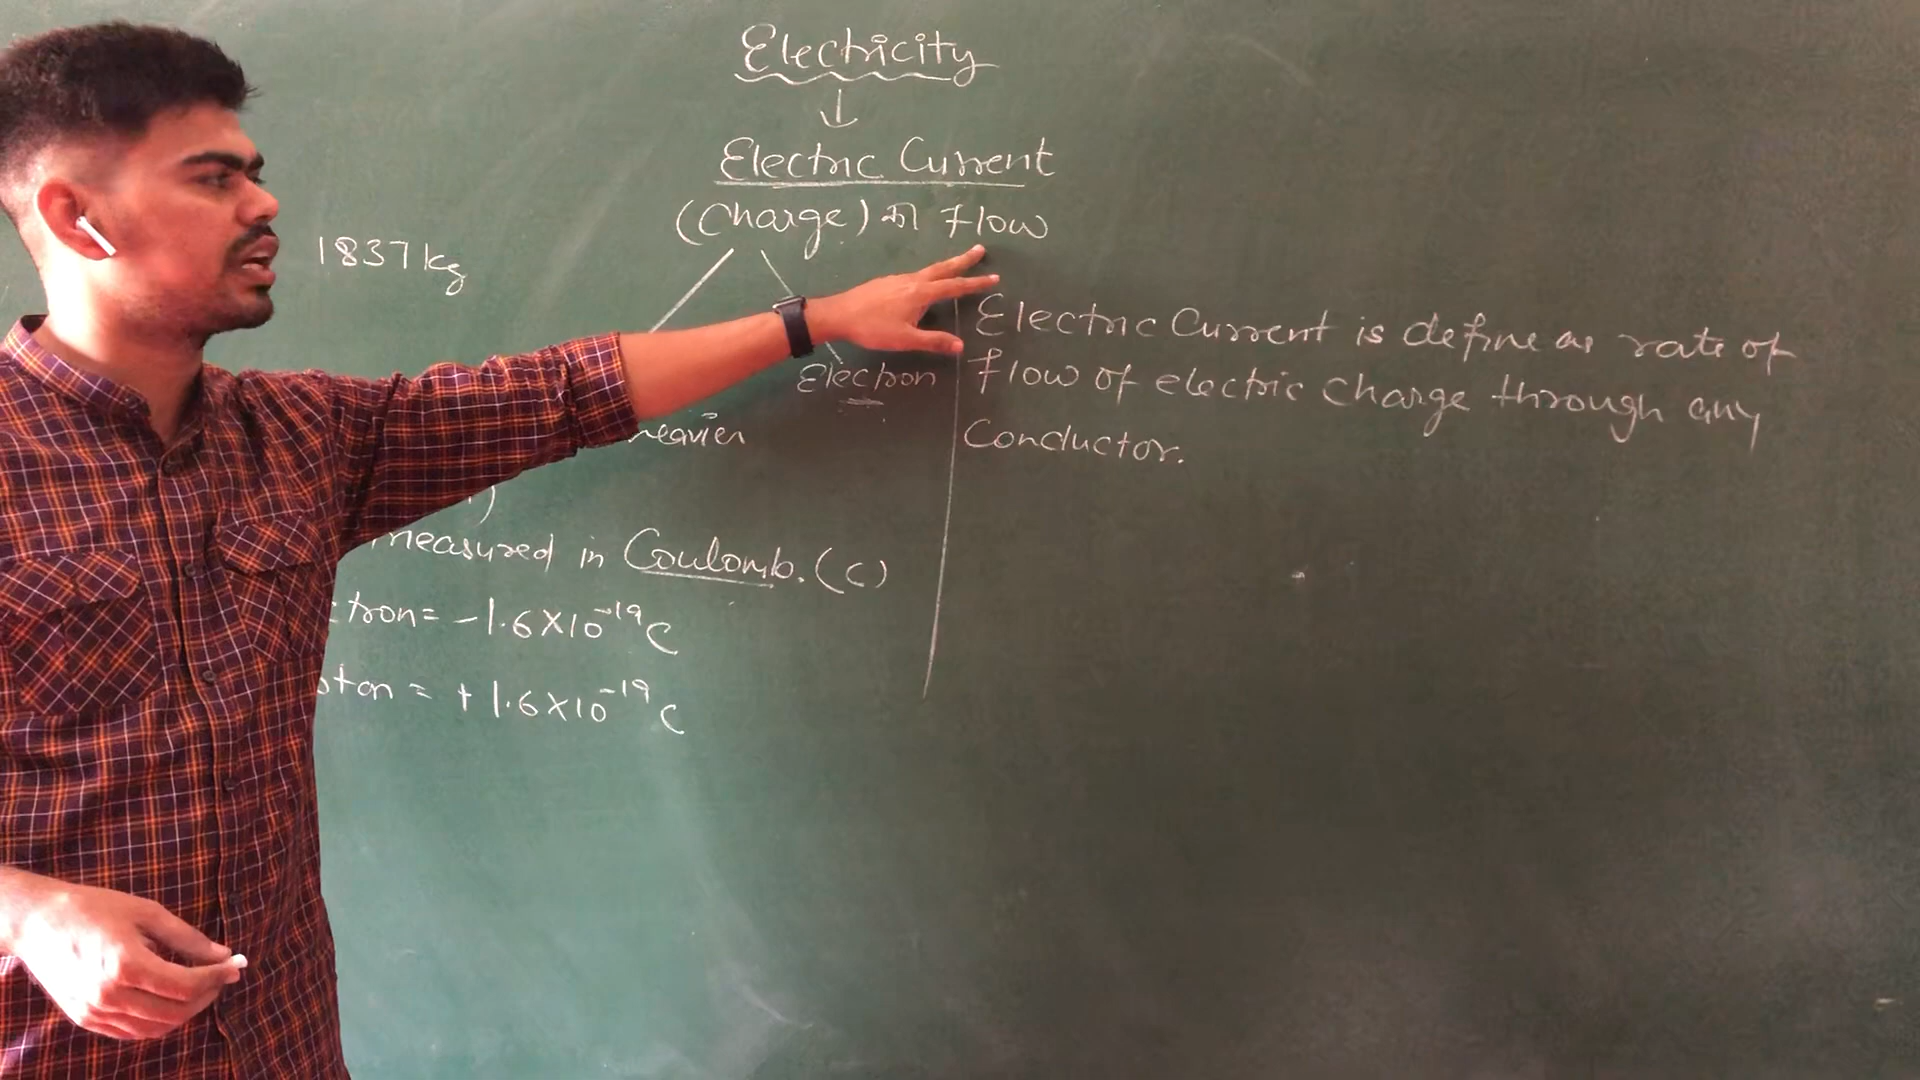 Electricity
↓
Electric Current
(Charge) का Flow
1837 kg
Electron
heavier
measured in Coulomb. (C)
ctron = -1.6X10⁻¹⁹C
oton = +1.6X10⁻¹⁹C
Electric Current is define as rate of
flow of electric charge through any
Conductor.